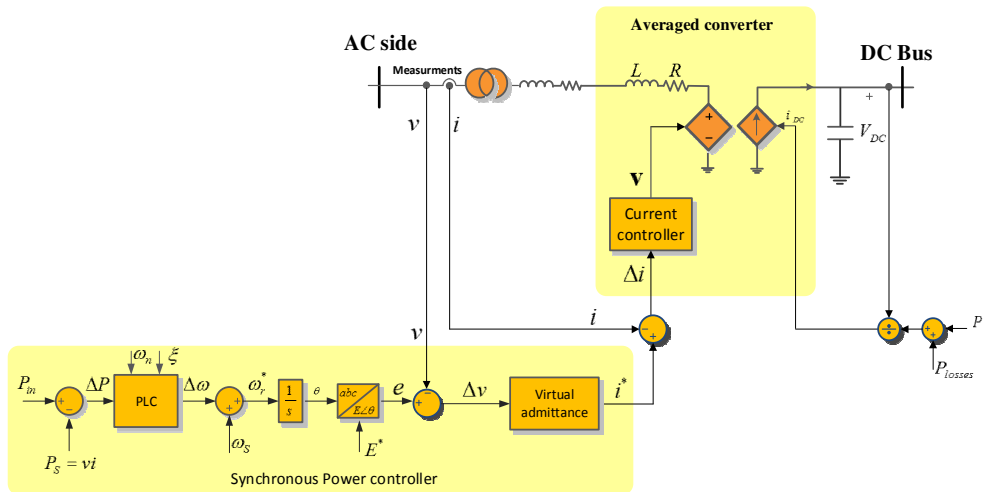 Averaged converter
AC side
DC Bus
Measurments
L
R
v
i
+
−
i DC
+
V DC
v
Current
controller
Δi
i
v
−
+
÷
+
+
P
P losses
ω n
ξ
P in
+
−
ΔP
PLC
Δω
+
+
ω r *
1
s
θ
abc
E∠θ
e
−
+
Δv
Virtual
admittance
i*
P S = vi
ω S
E*
Synchronous Power controller